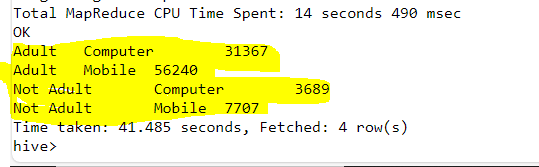 Total MapReduce CPU Time Spent: 14 seconds 490 msec
OK
Adult Computer 31367
Adult Mobile 56240
Not Adult Computer 3689
Not Adult Mobile 7707
Time taken: 41.485 seconds, Fetched: 4 row(s)
hive>